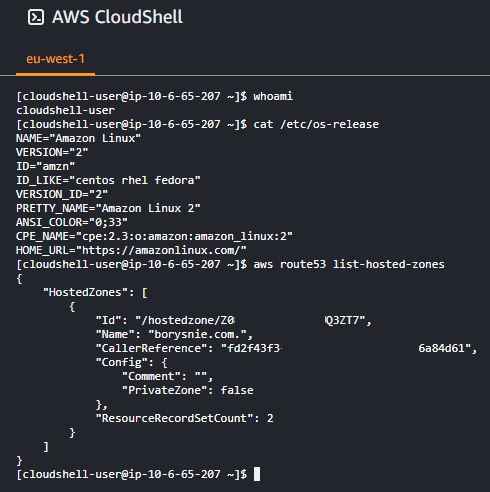 AWS CloudShell
eu-west-1
[cloudshell-user@ip-10-6-65-207 ~]$ whoami
cloudshell-user
[cloudshell-user@ip-10-6-65-207 ~]$ cat /etc/os-release
NAME="Amazon Linux"
VERSION="2"
ID="amzn"
ID_LIKE="centos rhel fedora"
VERSION_ID="2"
PRETTY_NAME="Amazon Linux 2"
ANSI_COLOR="0;33"
CPE_NAME="cpe:2.3:o:amazon:amazon_linux:2"
HOME_URL="https://amazonlinux.com/"
[cloudshell-user@ip-10-6-65-207 ~]$ aws route53 list-hosted-zones
{
    "HostedZones": [
        {
            "Id": "/hostedzone/Z0 Q3ZT7",
            "Name": "borysnie.com.",
            "CallerReference": "fd2f43f3- 6a84d61",
            "Config": {
                "Comment": "",
                "PrivateZone": false
            },
            "ResourceRecordSetCount": 2
        }
    ]
}
[cloudshell-user@ip-10-6-65-207 ~]$